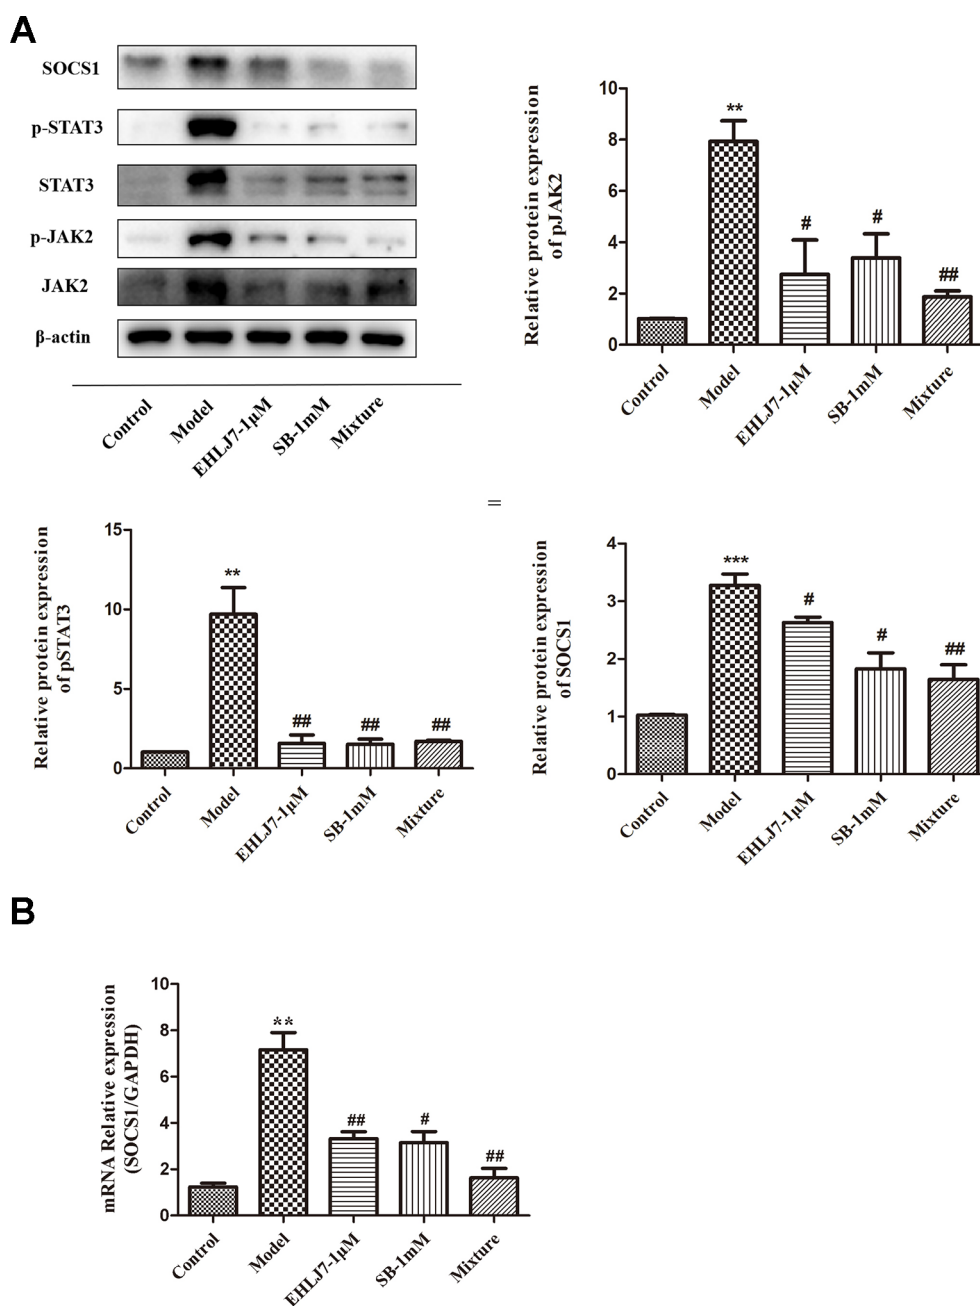 A
SOCS1
p-STAT3
STAT3
p-JAK2
JAK2
β-actin
Control
Model
EHLJ7-1μM
SB-1mM
Mixture
Relative protein expression
of pJAK2
10
8
6
4
2
0
**
#
#
##
Control
Model
EHLJ7-1μM
SB-1mM
Mixture
=
Relative protein expression
of pSTAT3
15
10
5
0
**
##
##
##
Control
Model
EHLJ7-1μM
SB-1mM
Mixture
Relative protein expression
of SOCS1
4
3
2
1
0
***
#
#
##
Control
Model
EHLJ7-1μM
SB-1mM
Mixture
B
mRNA Relative expression
(SOCS1/GAPDH)
10
8
6
4
2
0
**
##
#
##
Control
Model
EHLJ7-1μM
SB-1mM
Mixture